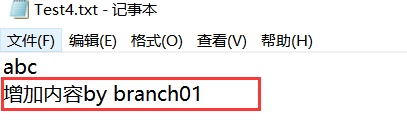 Test4.txt - 记事本
文件(F) 编辑(E) 格式(O) 查看(V) 帮助(H)
abc
增加内容by branch01